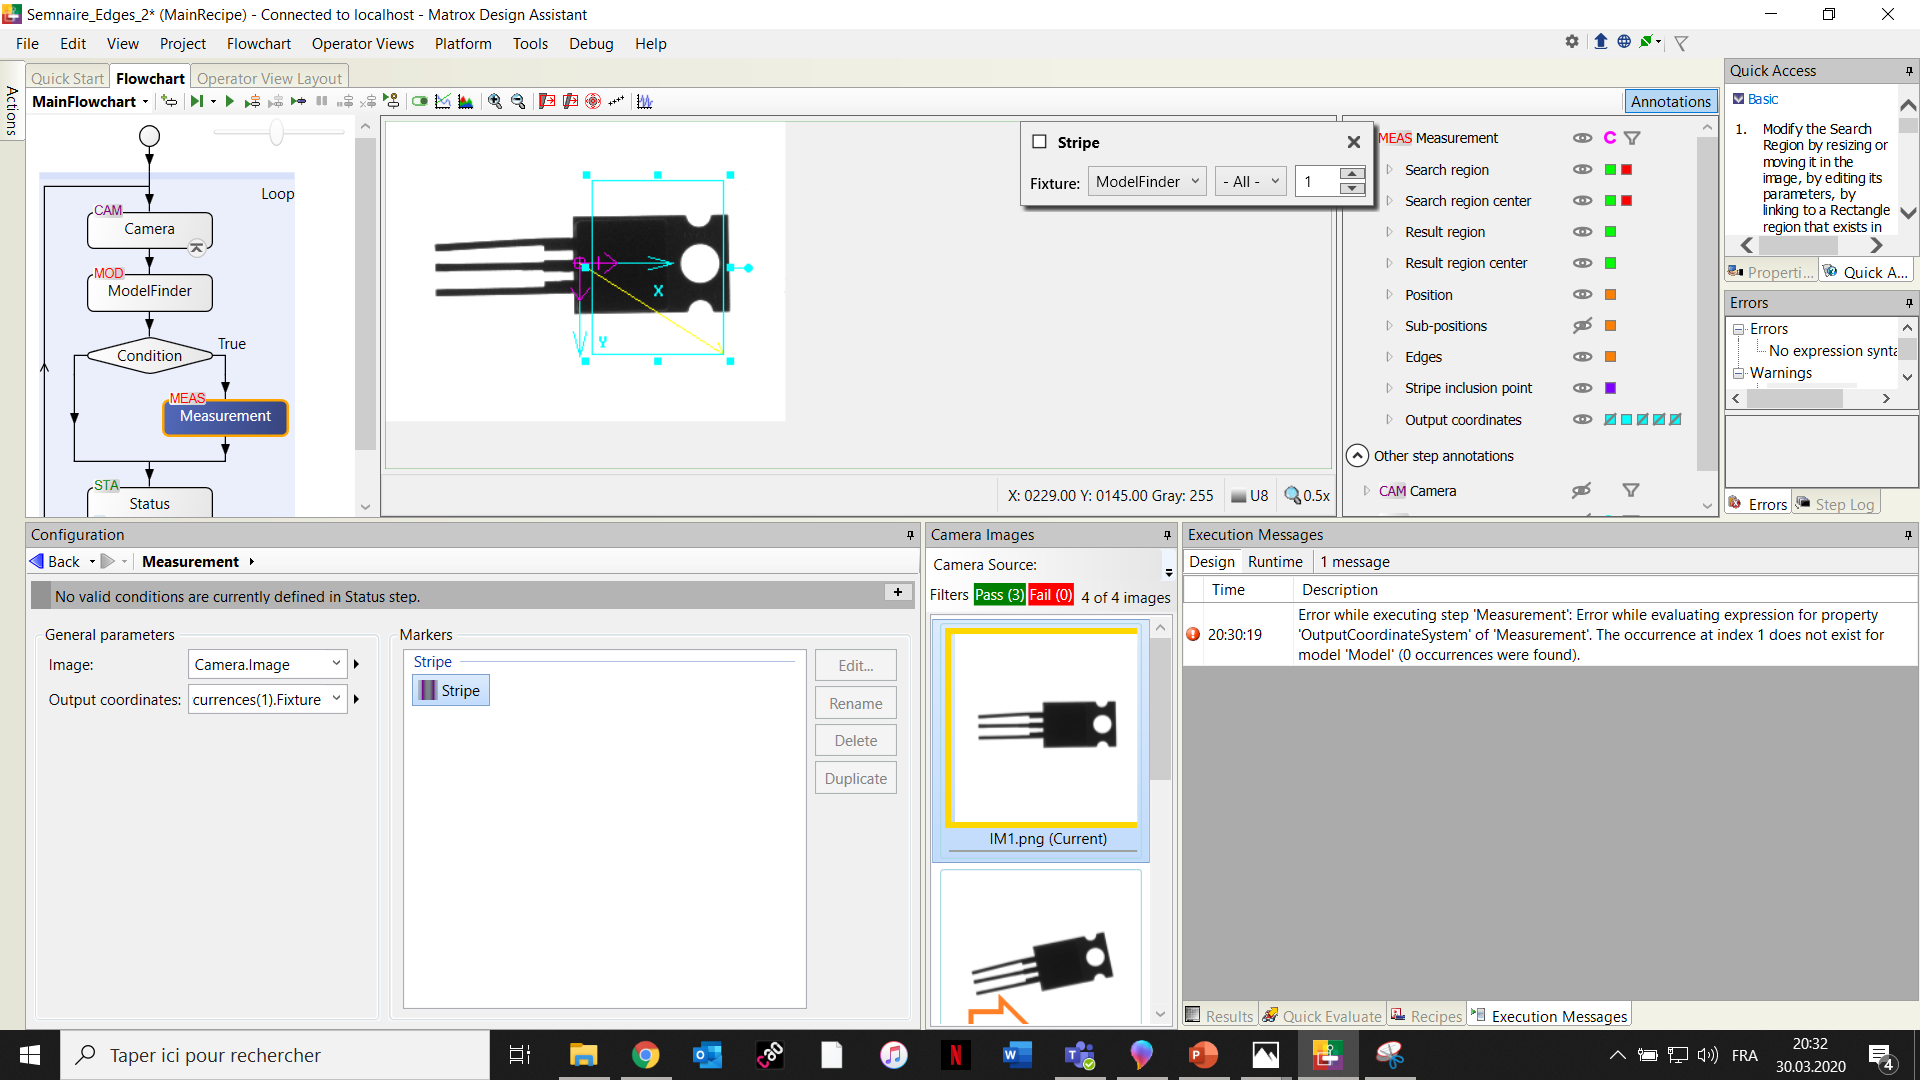 Semnaire_Edges_2* (MainRecipe) - Connected to localhost - Matrox Design Assistant
File Edit View Project Flowchart Operator Views Platform Tools Debug Help
Actions
Quick Start Flowchart Operator View Layout
MainFlowchart
Annotations
Loop
CAM
Camera
MOD
ModelFinder
Condition
True
MEAS
Measurement
STA
Status
X
Y
Stripe
Fixture: ModelFinder - All - 1
X: 0229.00 Y: 0145.00 Gray: 255 U8 0.5x
MEAS Measurement C
Search region
Search region center
Result region
Result region center
Position
Sub-positions
Edges
Stripe inclusion point
Output coordinates
Other step annotations
CAM Camera
Quick Access
Basic
1. Modify the Search
Region by resizing or
moving it in the
image, by editing its
parameters, by
linking to a Rectangle
region that exists in
Properti... Quick A...
Errors
Errors
No expression synta
Warnings
Errors Step Log
Configuration
Back Measurement
No valid conditions are currently defined in Status step.
+
General parameters
Image: Camera.Image
Output coordinates: currences(1).Fixture
Markers
Stripe
Stripe
Edit...
Rename
Delete
Duplicate
Camera Images
Camera Source:
Filters Pass (3) Fail (0) 4 of 4 images
IM1.png (Current)
Execution Messages
Design Runtime 1 message
Time Description
20:30:19
Error while executing step 'Measurement': Error while evaluating expression for property
'OutputCoordinateSystem' of 'Measurement'. The occurrence at index 1 does not exist for
model 'Model' (0 occurrences were found).
Results Quick Evaluate Recipes Execution Messages
Taper ici pour rechercher
FRA
20:32
30.03.2020
4